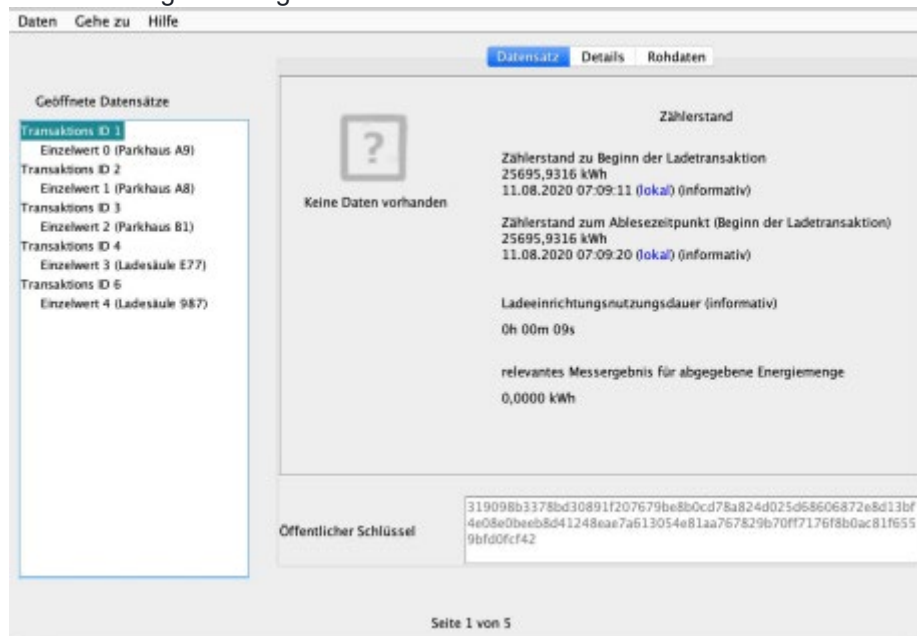 Daten Gehe zu Hilfe
Datensatz Details Rohdaten
Geöffnete Datensätze
Transaktions ID 1
Einzelwert 0 (Parkhaus A9)
Transaktions ID 2
Einzelwert 1 (Parkhaus A8)
Transaktions ID 3
Einzelwert 2 (Parkhaus B1)
Transaktions ID 4
Einzelwert 3 (Ladesäule E77)
Transaktions ID 6
Einzelwert 4 (Ladesäule 987)
?
Keine Daten vorhanden
Zählerstand
Zählerstand zu Beginn der Ladetransaktion
25695,9316 kWh
11.08.2020 07:09:11 (lokal) (informativ)
Zählerstand zum Ablesezeitpunkt (Beginn der Ladetransaktion)
25695,9316 kWh
11.08.2020 07:09:20 (lokal) (informativ)
Ladeeinrichtungsnutzungsdauer (informativ)
0h 00m 09s
relevantes Messergebnis für abgegebene Energiemenge
0,0000 kWh
Öffentlicher Schlüssel
319098b3378bd30891f207679be8b0cd78a824d025d68606872e8d13bf
4e08e0beeb8d41248eae7a613054e81aa767829b70ff7176f8b0ac81f655
9bfd0fcf42
Seite 1 von 5